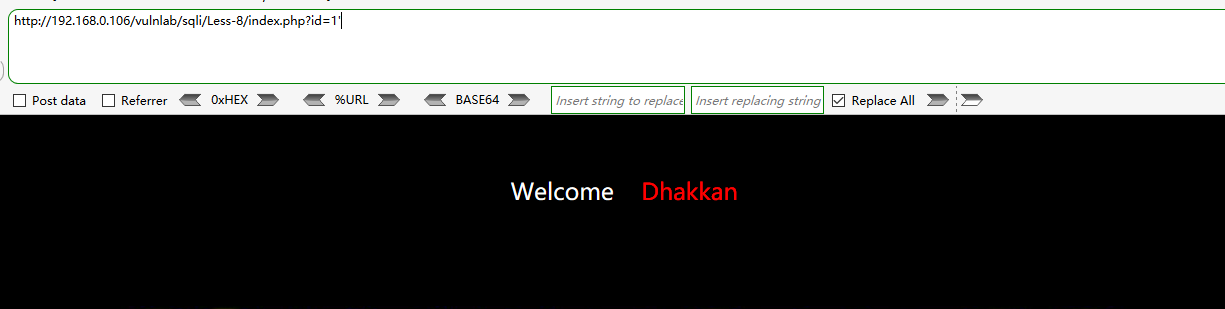 http://192.168.0.106/vulnlab/sqli/Less-8/index.php?id=1'
Post data Referrer 0xHEX %URL BASE64 Insert string to replace Insert replacing string Replace All
Welcome Dhakkan